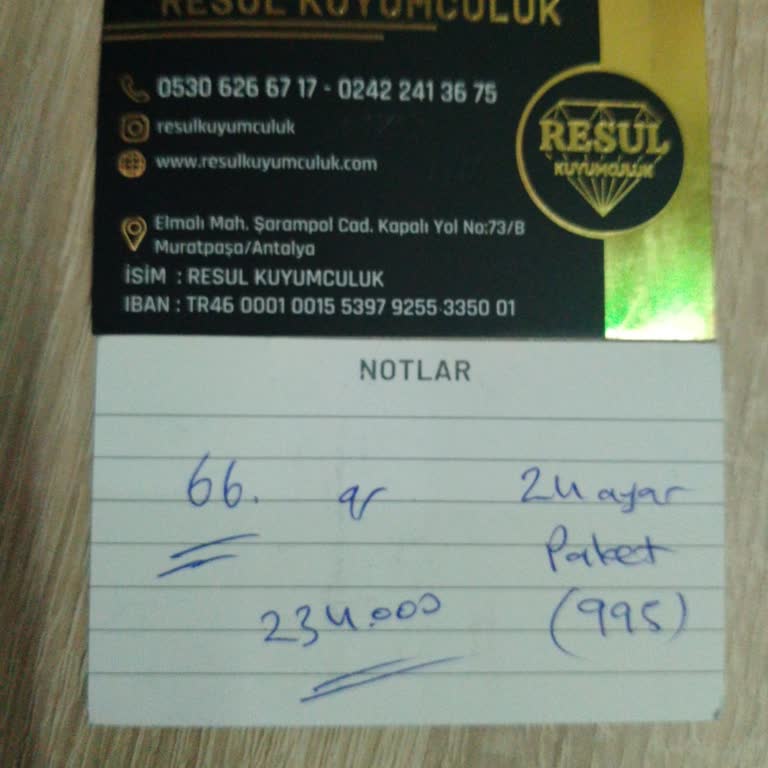 RESUL KUYUMCULUK
0530 626 67 17 - 0242 241 36 75
resulkuyumculuk
www.resulkuyumculuk.com
RESUL
KUYUMCULUK
Elmalı Mah. Şarampol Cad. Kapalı Yol No:73/B
Muratpaşa/Antalya
İSİM : RESUL KUYUMCULUK
IBAN : TR46 0001 0015 5397 9255 3350 01
NOTLAR
66. gr 24 ayar
Paket
234.000 (995)